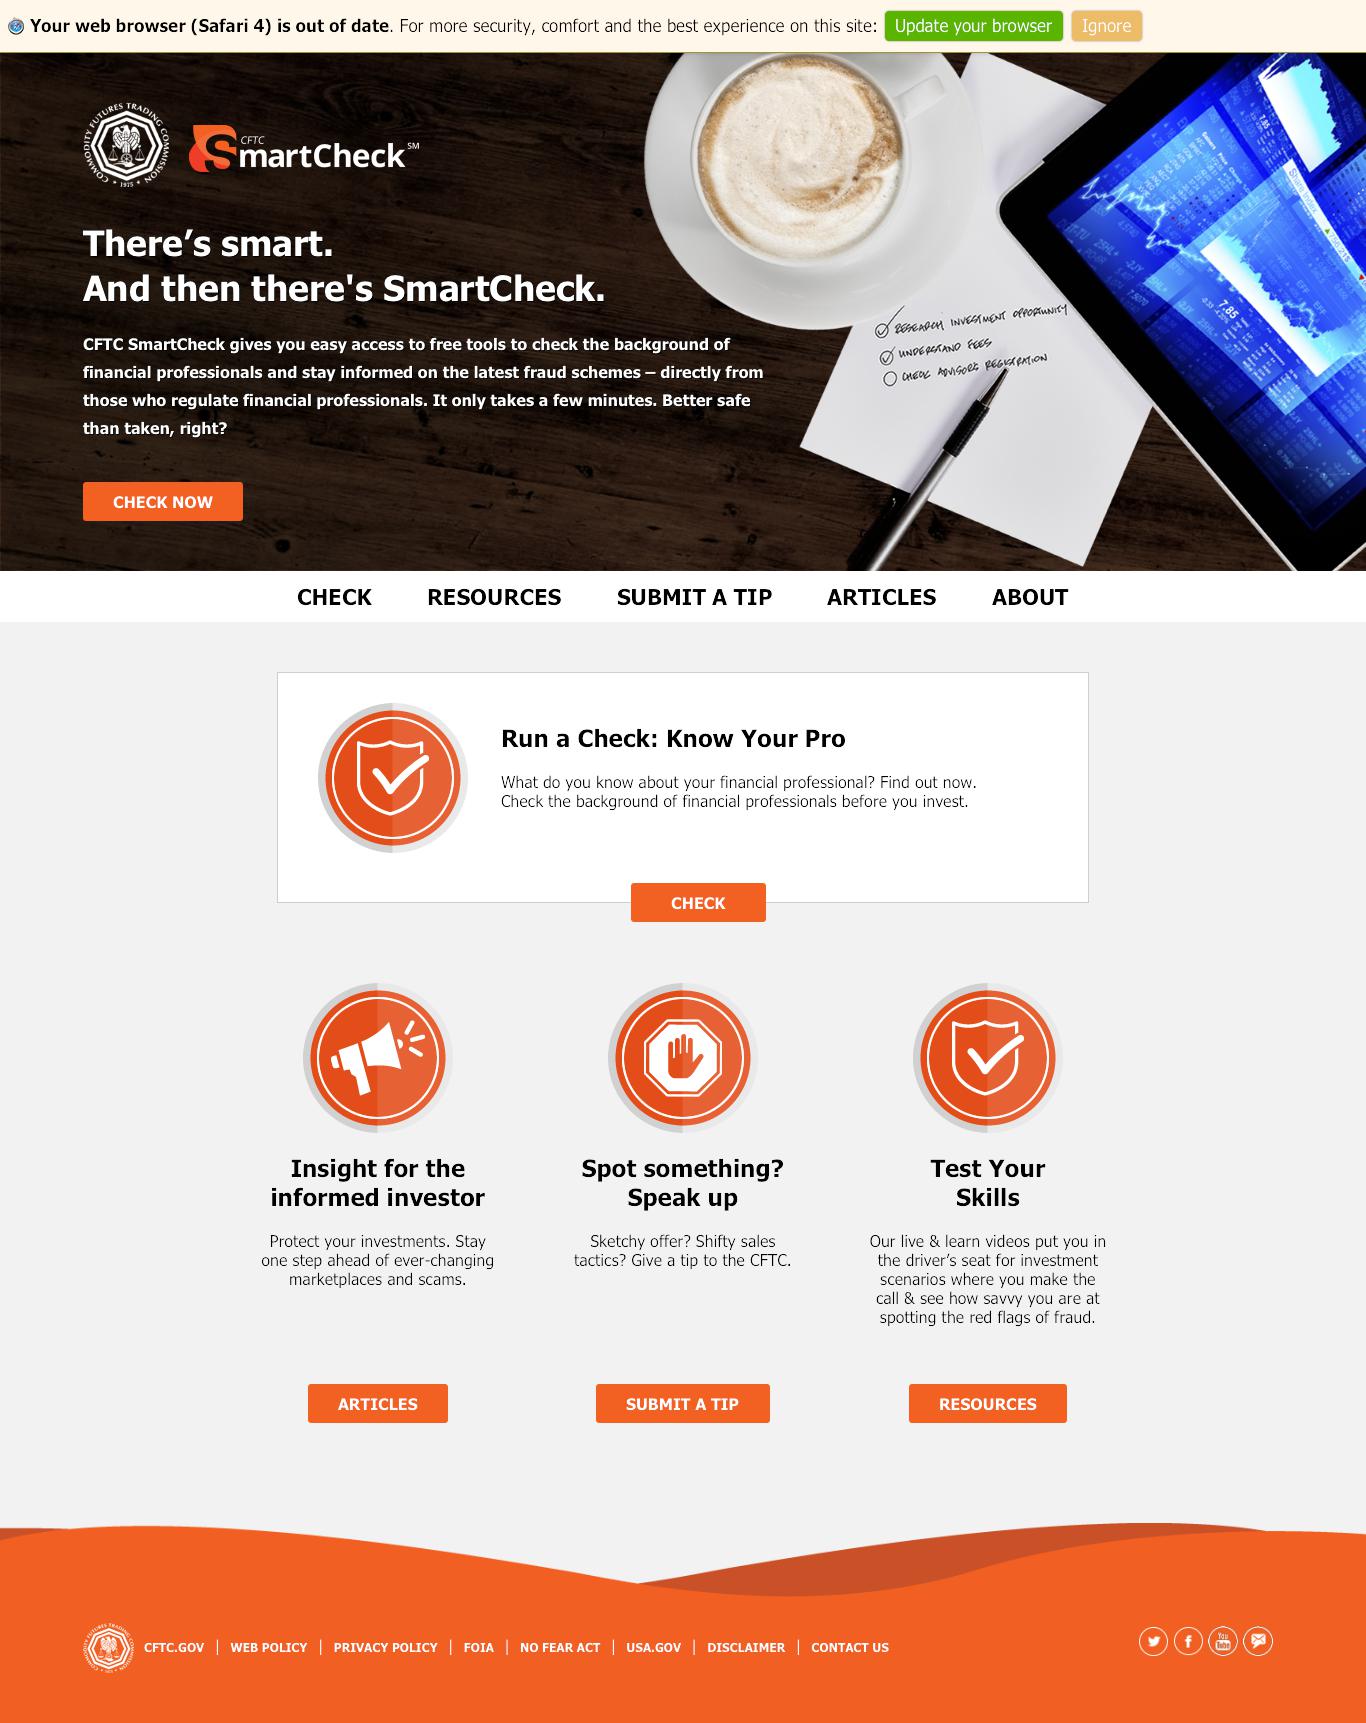 Your web browser (Safari 4) is out of date. For more security, comfort and the best experience on this site: Update your browser Ignore
COMMODITY FUTURES TRADING COMMISSION
1975
CFTC
SmartCheck SM
There’s smart.
And then there's SmartCheck.
CFTC SmartCheck gives you easy access to free tools to check the background of
financial professionals and stay informed on the latest fraud schemes – directly from
those who regulate financial professionals. It only takes a few minutes. Better safe
than taken, right?
CHECK NOW
RESEARCH INVESTMENT OPPORTUNITY
UNDERSTAND FEES
CHECK ADVISORS REGISTRATION
7.85
7.85
CHECK RESOURCES SUBMIT A TIP ARTICLES ABOUT
Run a Check: Know Your Pro
What do you know about your financial professional? Find out now.
Check the background of financial professionals before you invest.
CHECK
Insight for the
informed investor
Protect your investments. Stay
one step ahead of ever-changing
marketplaces and scams.
ARTICLES
Spot something?
Speak up
Sketchy offer? Shifty sales
tactics? Give a tip to the CFTC.
SUBMIT A TIP
Test Your
Skills
Our live & learn videos put you in
the driver’s seat for investment
scenarios where you make the
call & see how savvy you are at
spotting the red flags of fraud.
RESOURCES
CFTC.GOV | WEB POLICY | PRIVACY POLICY | FOIA | NO FEAR ACT | USA.GOV | DISCLAIMER | CONTACT US
You Tube